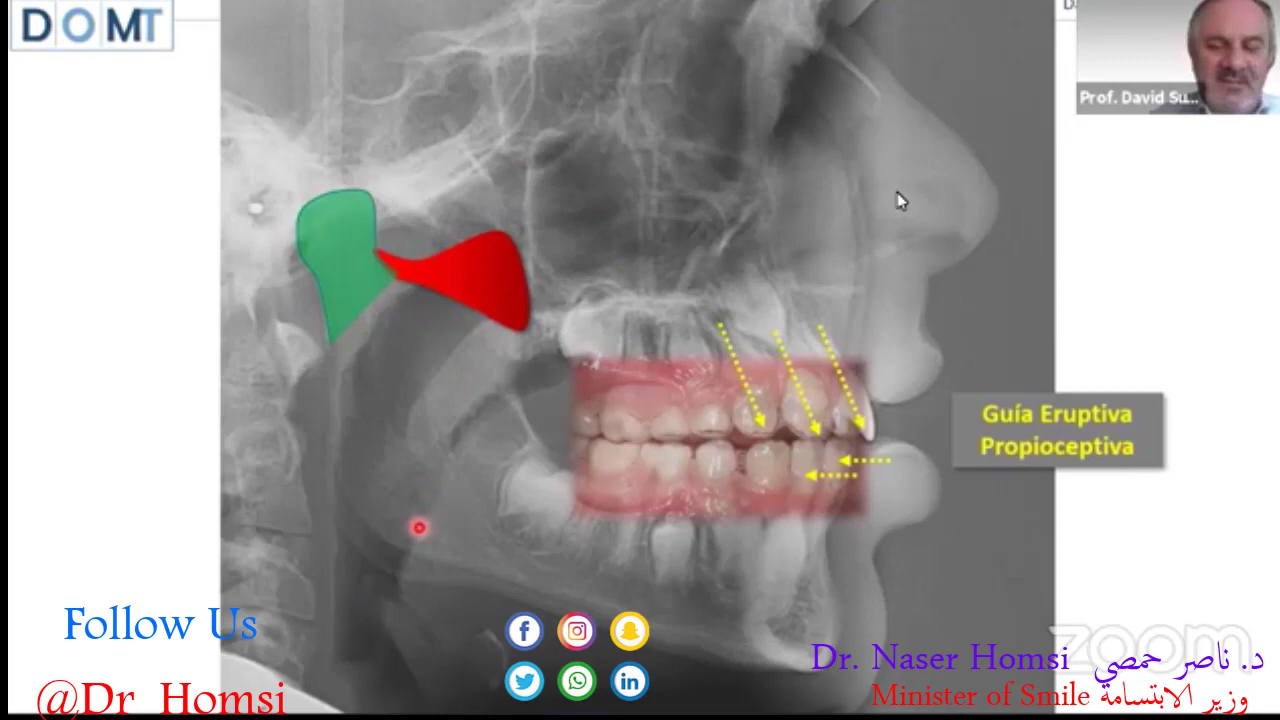 DOMT
D
Prof. David Su...
Guía Eruptiva
Propioceptiva
Follow Us
@Dr_Homsi
zoom
Dr. Naser Homsi د. ناصر حمصي
Minister of Smile وزير الابتسامة